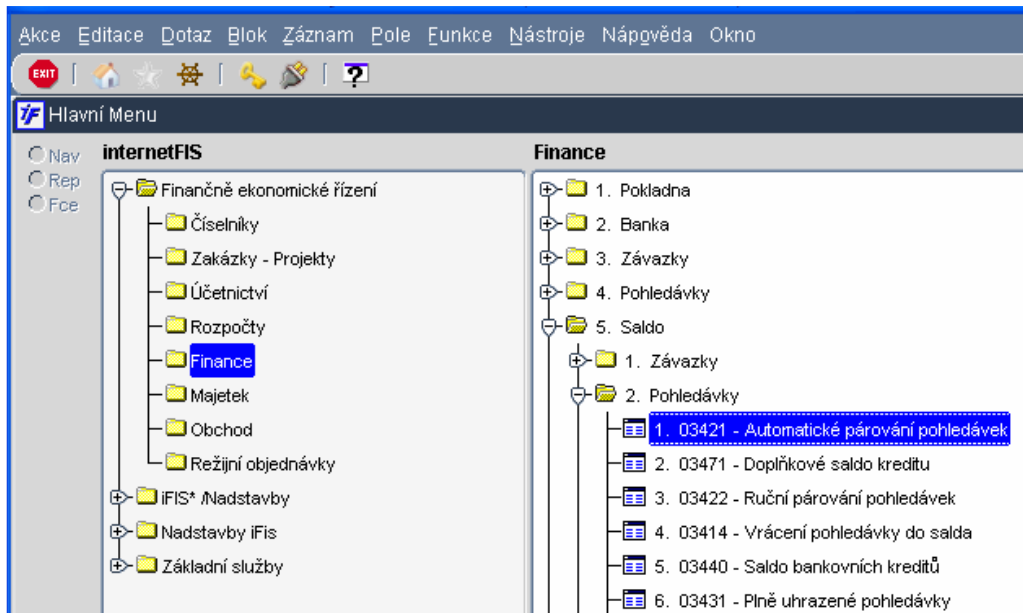 Akce Editace Dotaz Blok Záznam Pole Funkce Nástroje Nápověda Okno
EXIT
Hlavní Menu
Nav
Rep
Fce
internetFIS
Finančně ekonomické řízení
Číselníky
Zakázky - Projekty
Účetnictví
Rozpočty
Finance
Majetek
Obchod
Režijní objednávky
iFIS* /Nadstavby
Nadstavby iFis
Základní služby
Finance
1. Pokladna
2. Banka
3. Závazky
4. Pohledávky
5. Saldo
1. Závazky
2. Pohledávky
1. 03421 - Automatické párování pohledávek
2. 03471 - Doplňkové saldo kreditu
3. 03422 - Ruční párování pohledávek
4. 03414 - Vrácení pohledávky do salda
5. 03440 - Saldo bankovních kreditů
6. 03431 - Plně uhrazené pohledávky